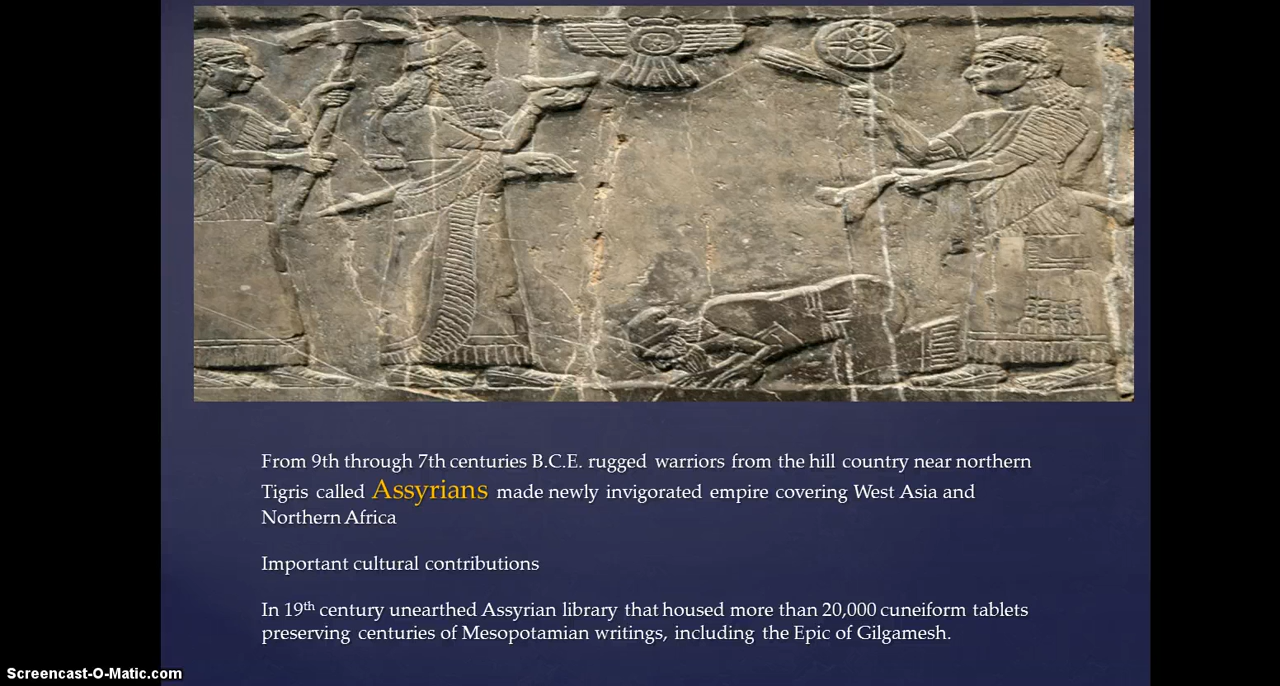 From 9th through 7th centuries B.C.E. rugged warriors from the hill country near northern
Tigris called Assyrians made newly invigorated empire covering West Asia and
Northern Africa
Important cultural contributions
In 19th century unearthed Assyrian library that housed more than 20,000 cuneiform tablets
preserving centuries of Mesopotamian writings, including the Epic of Gilgamesh.
Screencast-O-Matic.com